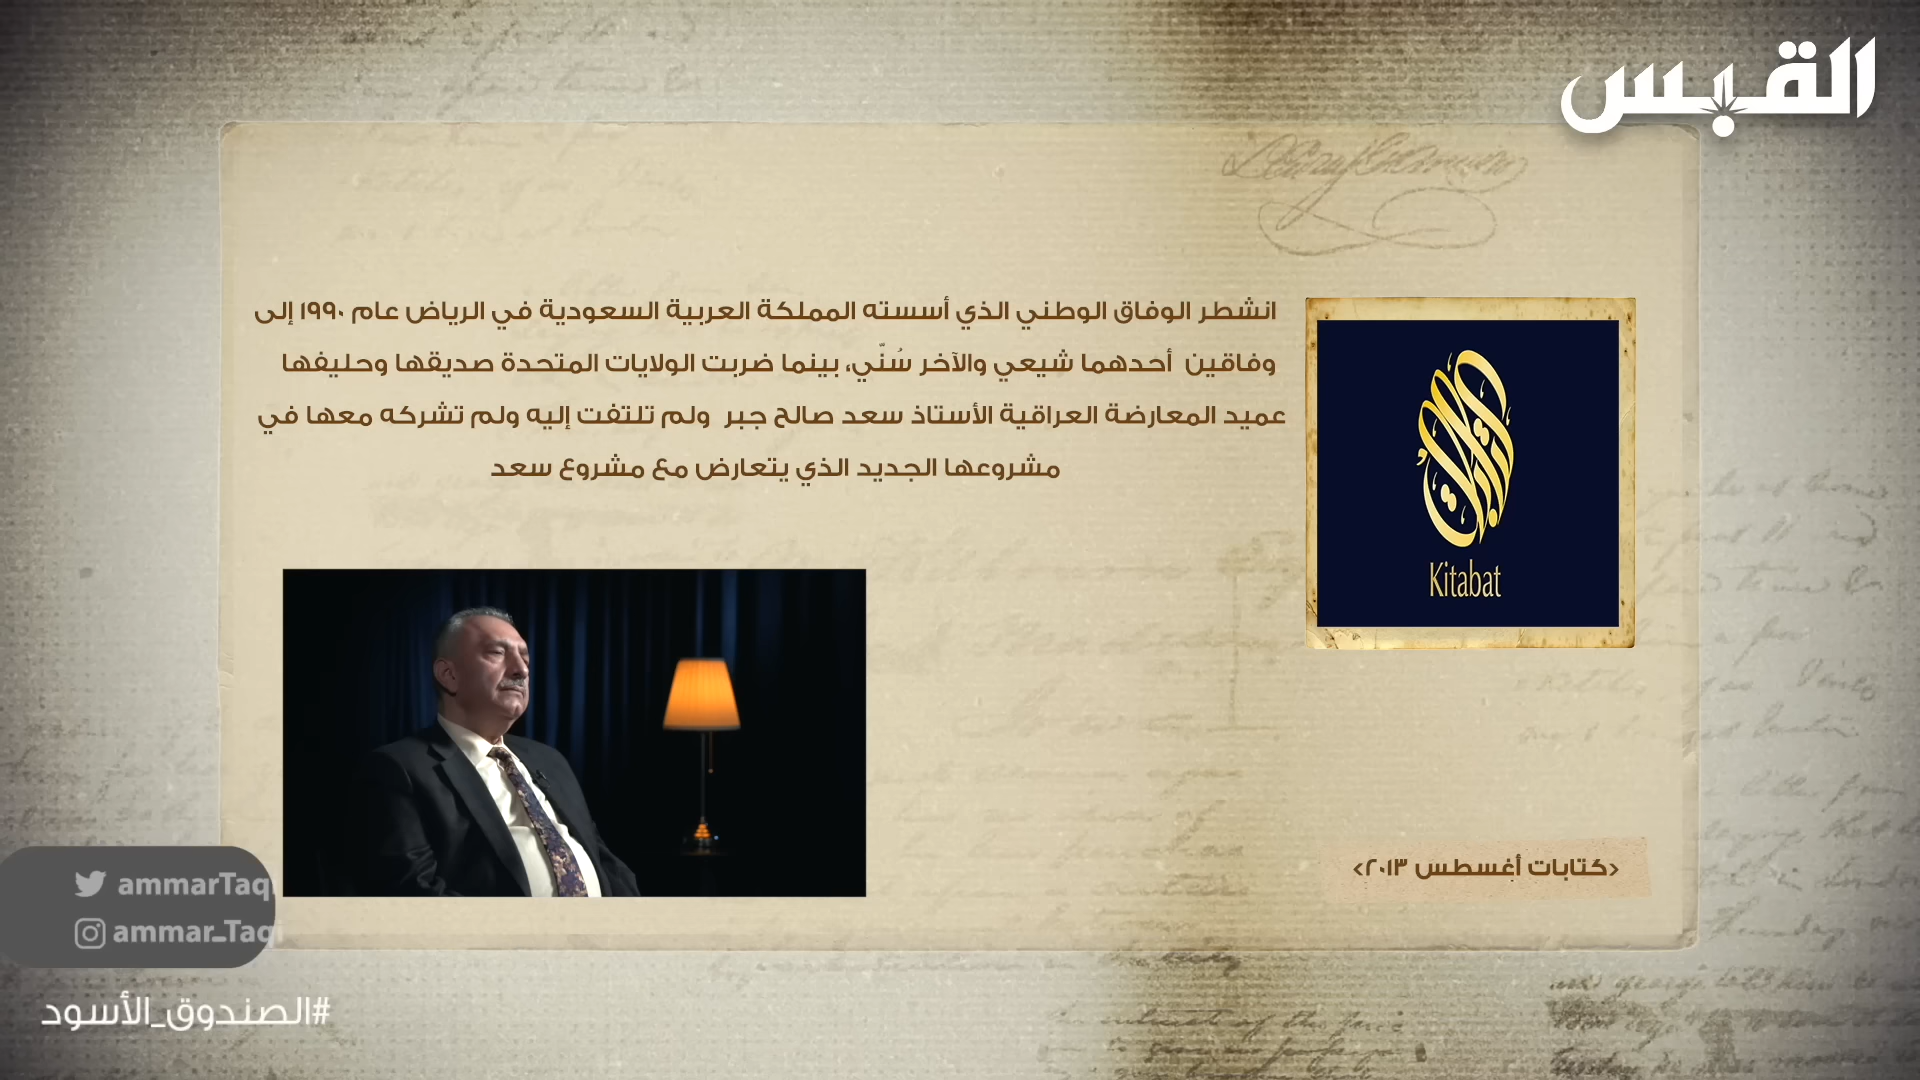 القبس
انشطر الوفاق الوطني الذي أسسته المملكة العربية السعودية في الرياض عام ١٩٩٠ إلى
وفاقين أحدهما شيعي والآخر سُنّي، بينما ضربت الولايات المتحدة صديقها وحليفها
عميد المعارضة العراقية الأستاذ سعد صالح جبر ولم تلتفت إليه ولم تشركه معها في
مشروعها الجديد الذي يتعارض مع مشروع سعد
كتابات
Kitabat
<كتابات أغسطس ٢٠١٣>
ammarTaqi
ammar_Taqi
#الصندوق_الأسود